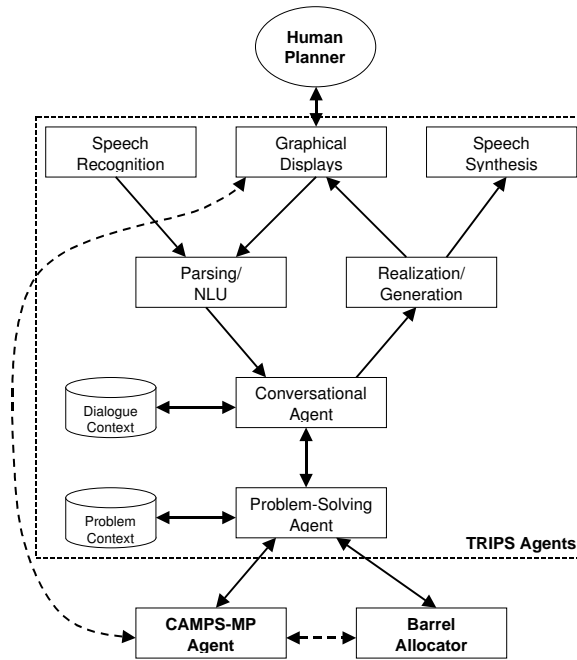 Human
Planner
Speech
Recognition
Graphical
Displays
Speech
Synthesis
Parsing/
NLU
Realization/
Generation
Dialogue
Context
Conversational
Agent
Problem
Context
Problem-Solving
Agent
TRIPS Agents
CAMPS-MP
Agent
Barrel
Allocator